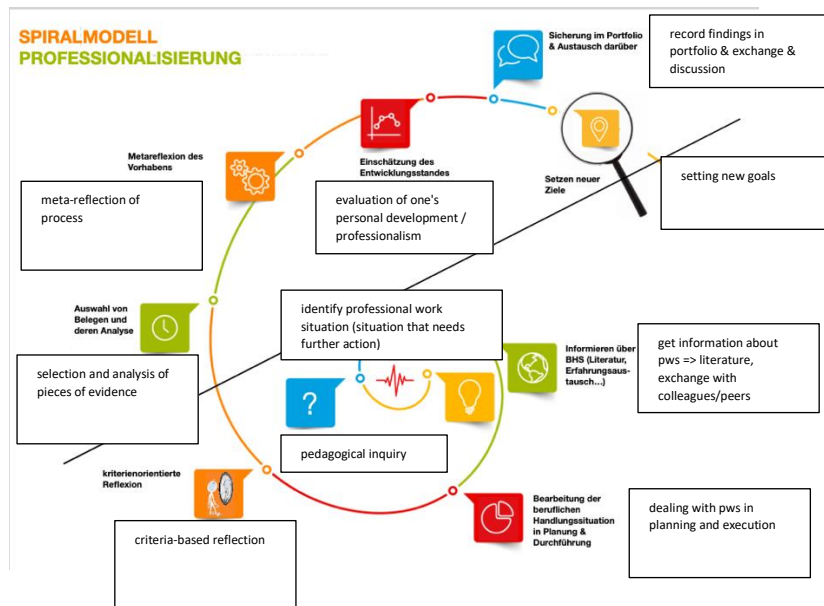 SPIRALMODELL
PROFESSIONALISIERUNG
Sicherung im Portfolio
& Austausch darüber
record findings in
portfolio & exchange &
discussion
Metareflexion des
Vorhabens
Einschätzung des
Entwicklungsstandes
Setzen neuer
Ziele
setting new goals
meta-reflection of
process
evaluation of one's
personal development /
professionalism
Auswahl von
Belegen und
deren Analyse
identify professional work
situation (situation that needs
further action)
Informieren über
BHS (Literatur,
Erfahrungsaus-
tausch...)
get information about
pws => literature,
exchange with
colleagues/peers
selection and analysis of
pieces of evidence
?
pedagogical inquiry
kriterienorientierte
Reflexion
criteria-based reflection
Bearbeitung der
beruflichen
Handlungssituation
in Planung &
Durchführung
dealing with pws in
planning and execution